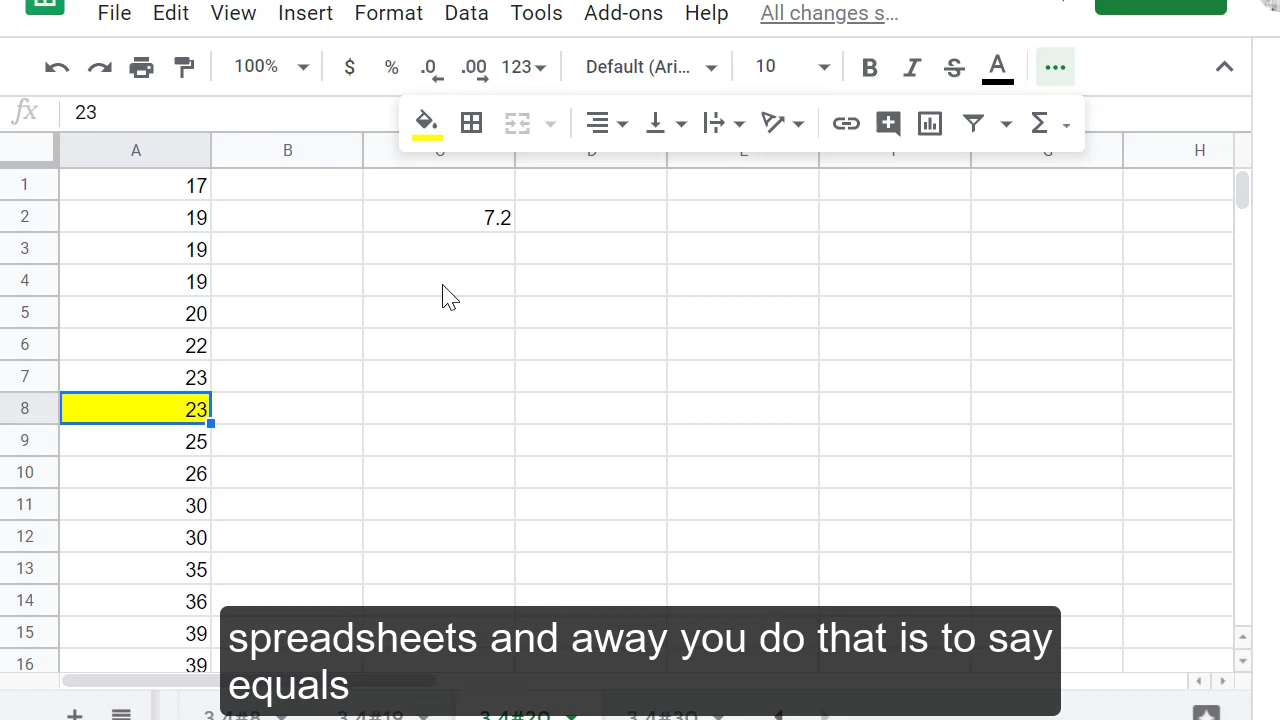 File Edit View Insert Format Data Tools Add-ons Help All changes s...
100% $ % .0 .00 123 Default (Ari... 10 B I S A
fx 23
Σ
A B H
1 17
2 19 7.2
3 19
4 19
5 20
6 22
7 23
8 23
9 25
10 26
11 30
12 30
13 35
14 36
15 39
16 39
spreadsheets and away you do that is to say
equals
3.4#8 3.4#19 3.4#20 3.4#30